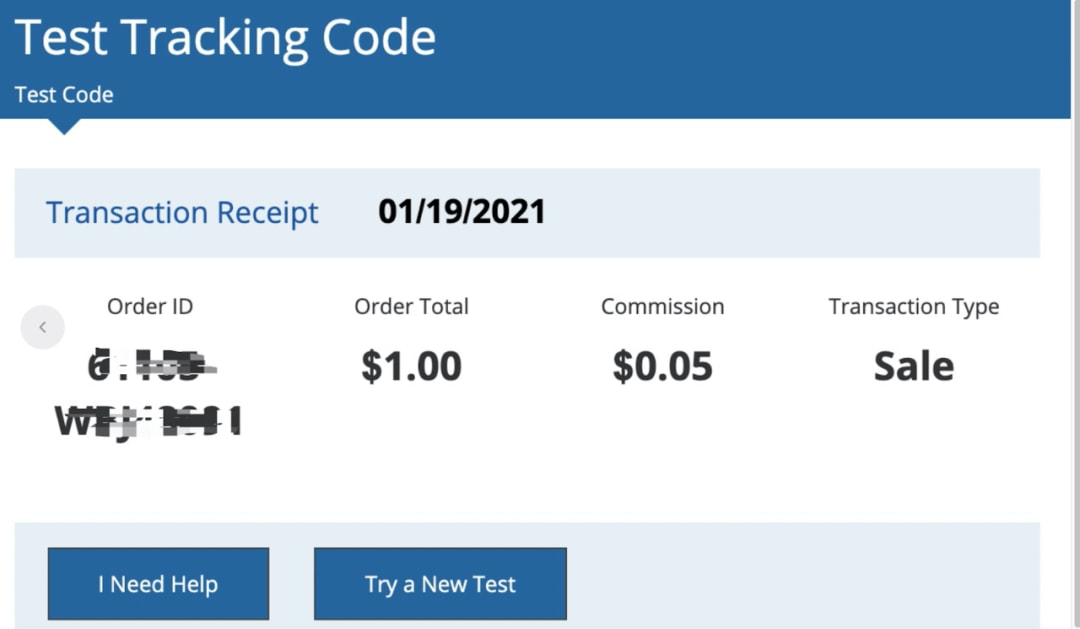 Test Tracking Code
Test Code
Transaction Receipt 01/19/2021
Order ID Order Total Commission Transaction Type
$1.00 $0.05 Sale
I Need Help Try a New Test